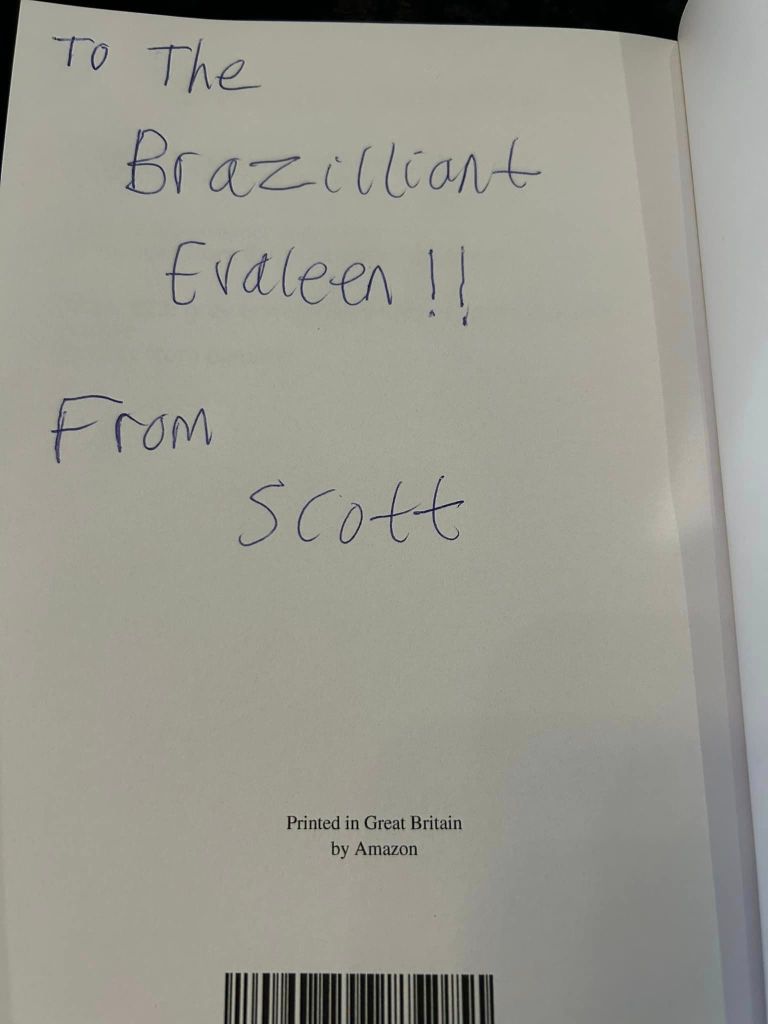 To The
Brazilliant
Evaleen!!
From
Scott
Printed in Great Britain
by Amazon